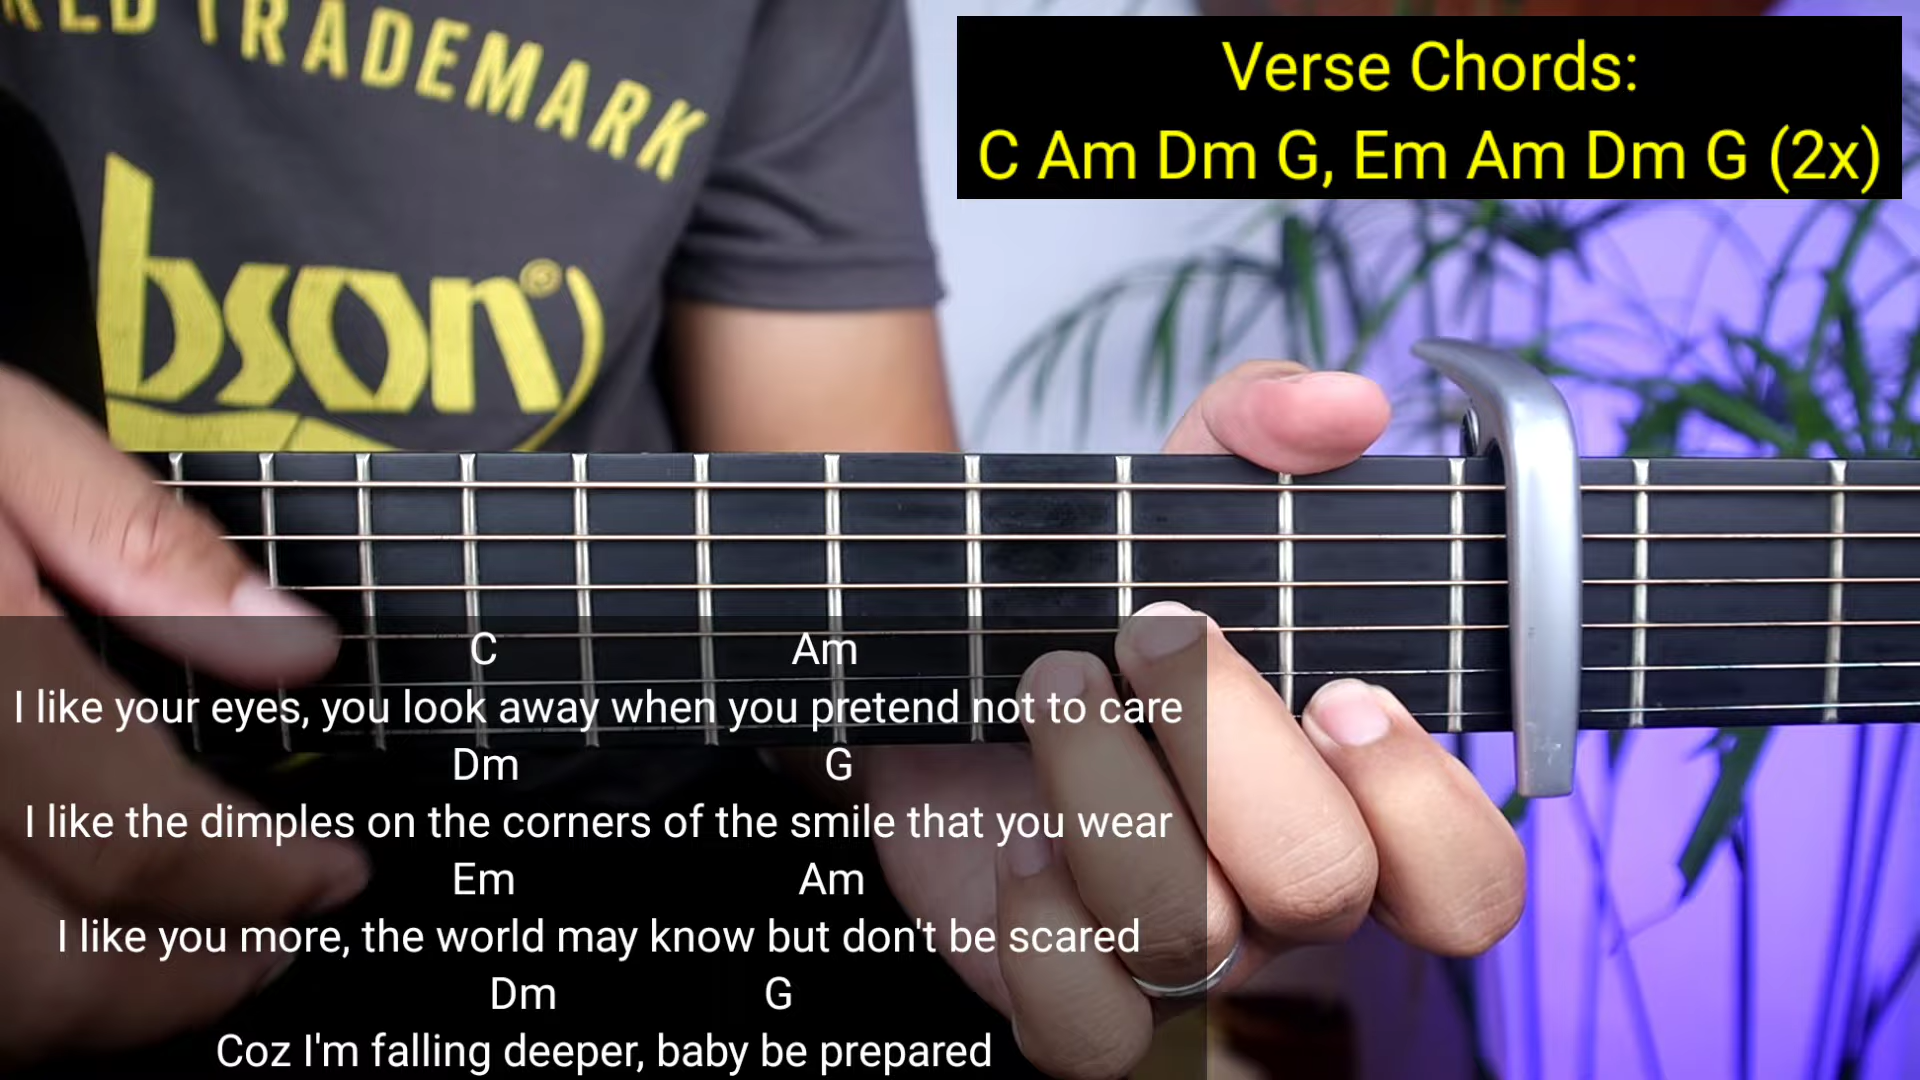 TRADEMARK
bson®
Verse Chords:
C Am Dm G, Em Am Dm G (2x)
C Am
I like your eyes, you look away when you pretend not to care
Dm G
I like the dimples on the corners of the smile that you wear
Em Am
I like you more, the world may know but don't be scared
Dm G
Coz I'm falling deeper, baby be prepared